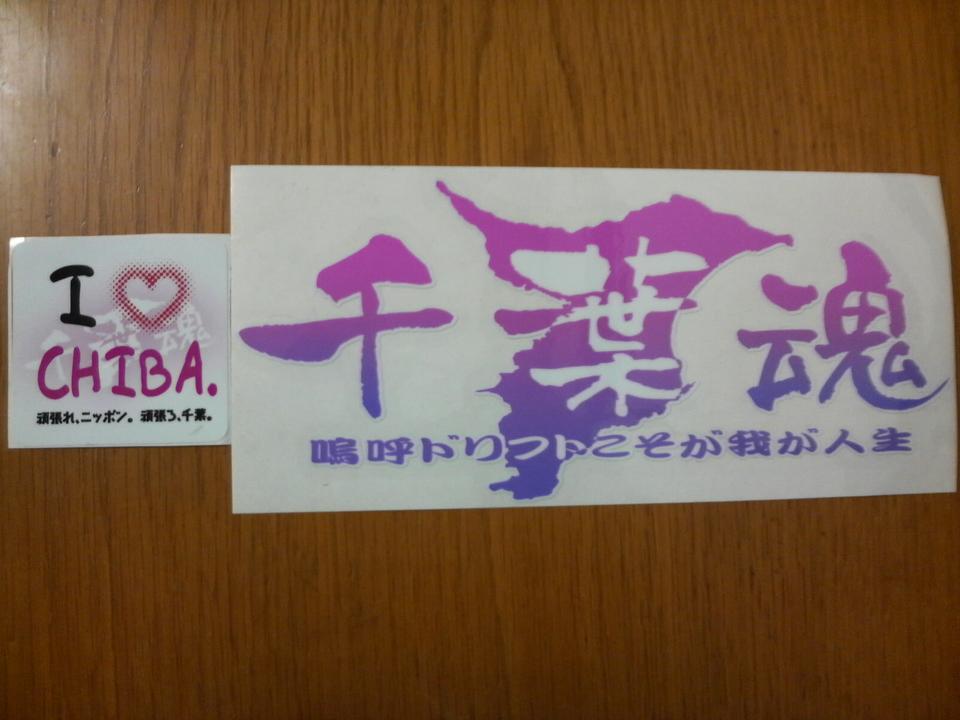 I ♡
CHIBA.
頑張れ、ニッポン。頑張ろ、千葉。
千葉魂
嗚呼ドリフトこそが我が人生